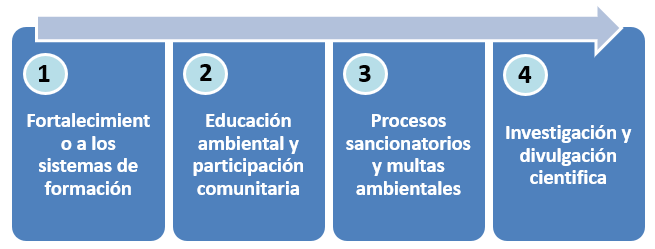 1
Fortalecimient
o a los
sistemas de
formación
2
Educación
ambiental y
participación
comunitaria
3
Procesos
sancionatorios
y multas
ambientales
4
Investigación y
divulgación
cientifica